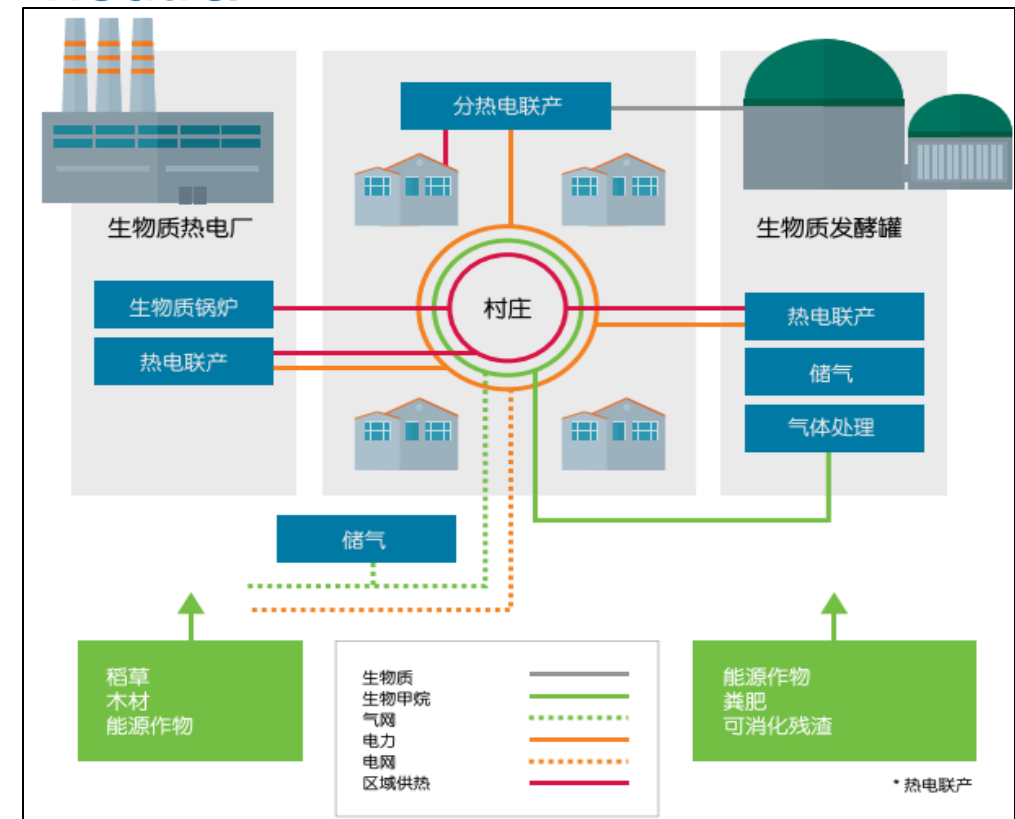 分热电联产
生物质热电厂
生物质发酵罐
生物质锅炉
热电联产
村庄
热电联产
储气
气体处理
储气
稻草
木材
能源作物
生物质
生物甲烷
气网
电力
电网
区域供热
能源作物
粪肥
可消化残渣
* 热电联产